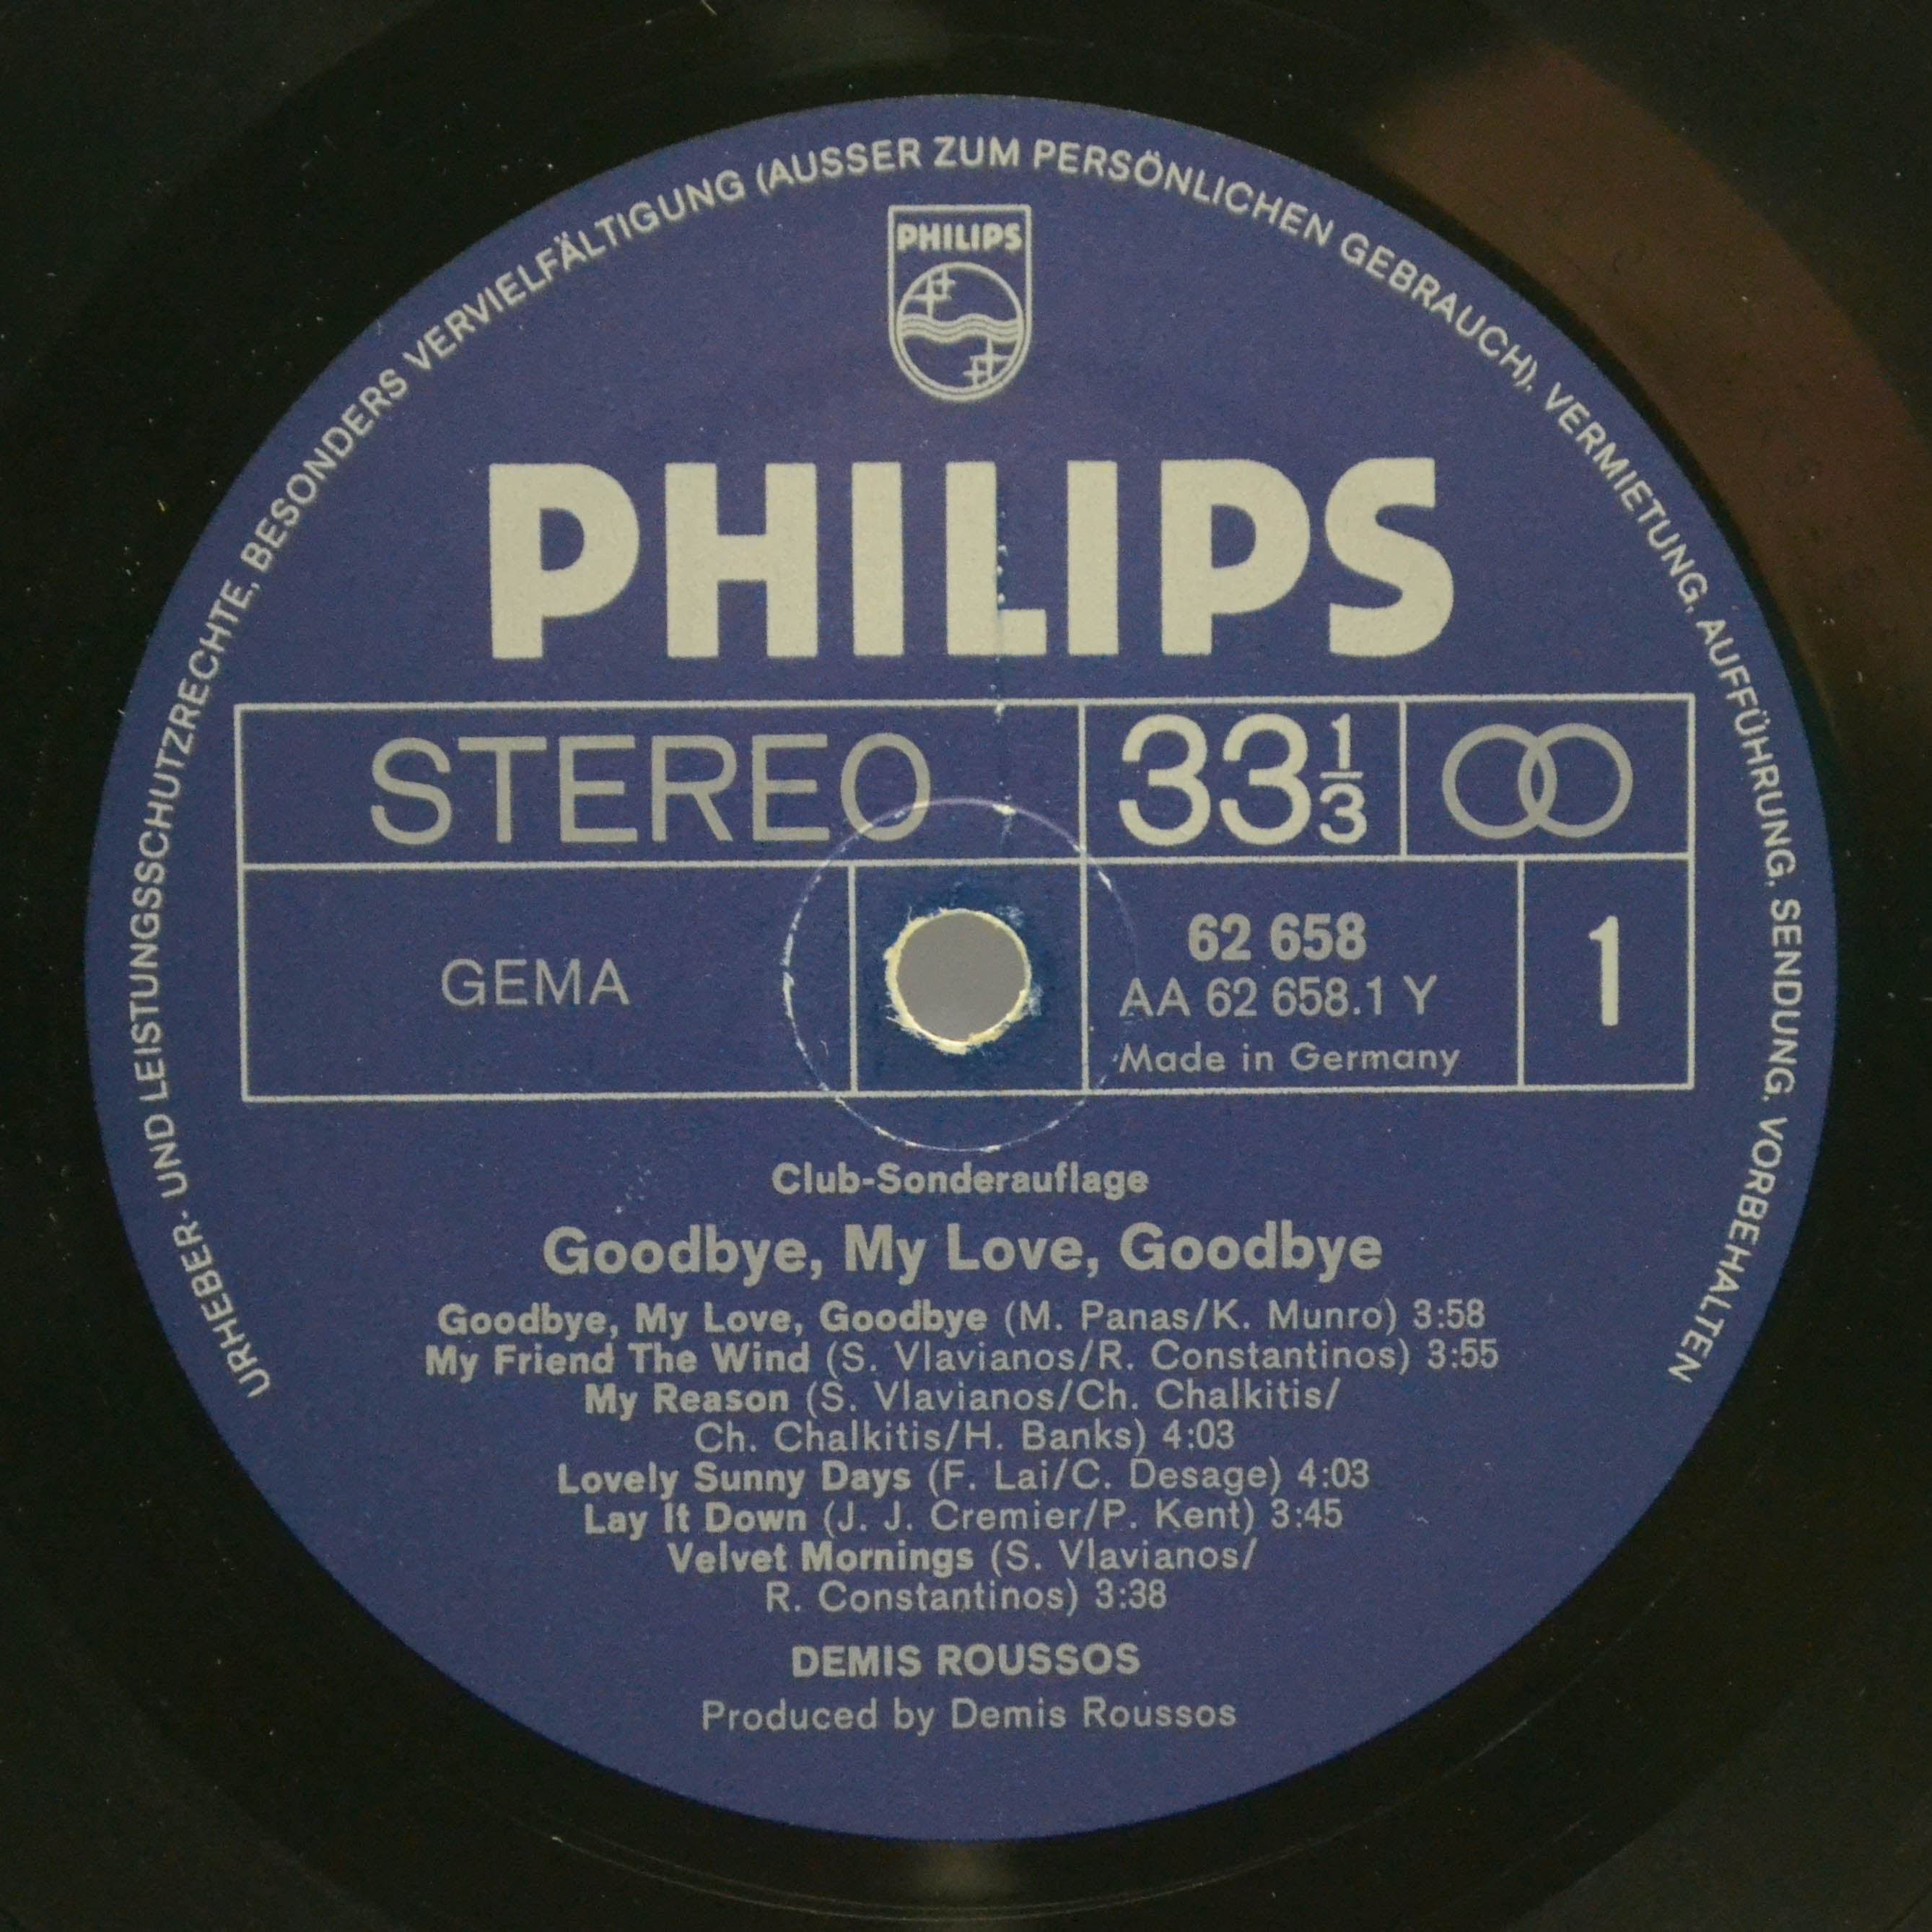 URHEBER- UND LEISTUNGSSCHUTZRECHTE, BESONDERS VERVIELFÄLTIGUNG (AUSSER ZUM PERSÖNLICHEN GEBRAUCH), VERMIETUNG, AUFFÜHRUNG, SENDUNG, VORBEHALTEN
PHILIPS
PHILIPS
STEREO 33 1/3
GEMA
62 658
AA 62 658.1 Y
Made in Germany
1
Club-Sonderauflage
Goodbye, My Love, Goodbye
Goodbye, My Love, Goodbye (M. Panas/K. Munro) 3:58
My Friend The Wind (S. Vlavianos/R. Constantinos) 3:55
My Reason (S. Vlavianos/Ch. Chalkitis/
Ch. Chalkitis/H. Banks) 4:03
Lovely Sunny Days (F. Lai/C. Desage) 4:03
Lay It Down (J. J. Cremier/P. Kent) 3:45
Velvet Mornings (S. Vlavianos/
R. Constantinos) 3:38
DEMIS ROUSSOS
Produced by Demis Roussos